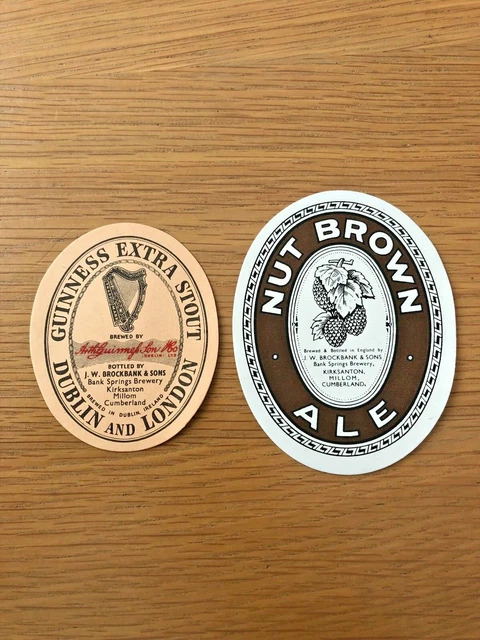 GUINNESS EXTRA STOUT
BREWED BY
Arth Guinness Son & Co
DUBLIN) LTD
BOTTLED BY
J. W. BROCKBANK & SONS
Bank Springs Brewery
Kirksanton
Millom
Cumberland
BREWED IN DUBLIN, IRELAND
DUBLIN AND LONDON
NUT BROWN
Brewed & Bottled in England by
J. W. BROCKBANK & SONS
Bank Springs Brewery,
KIRKSANTON,
MILLOM,
CUMBERLAND.
ALE